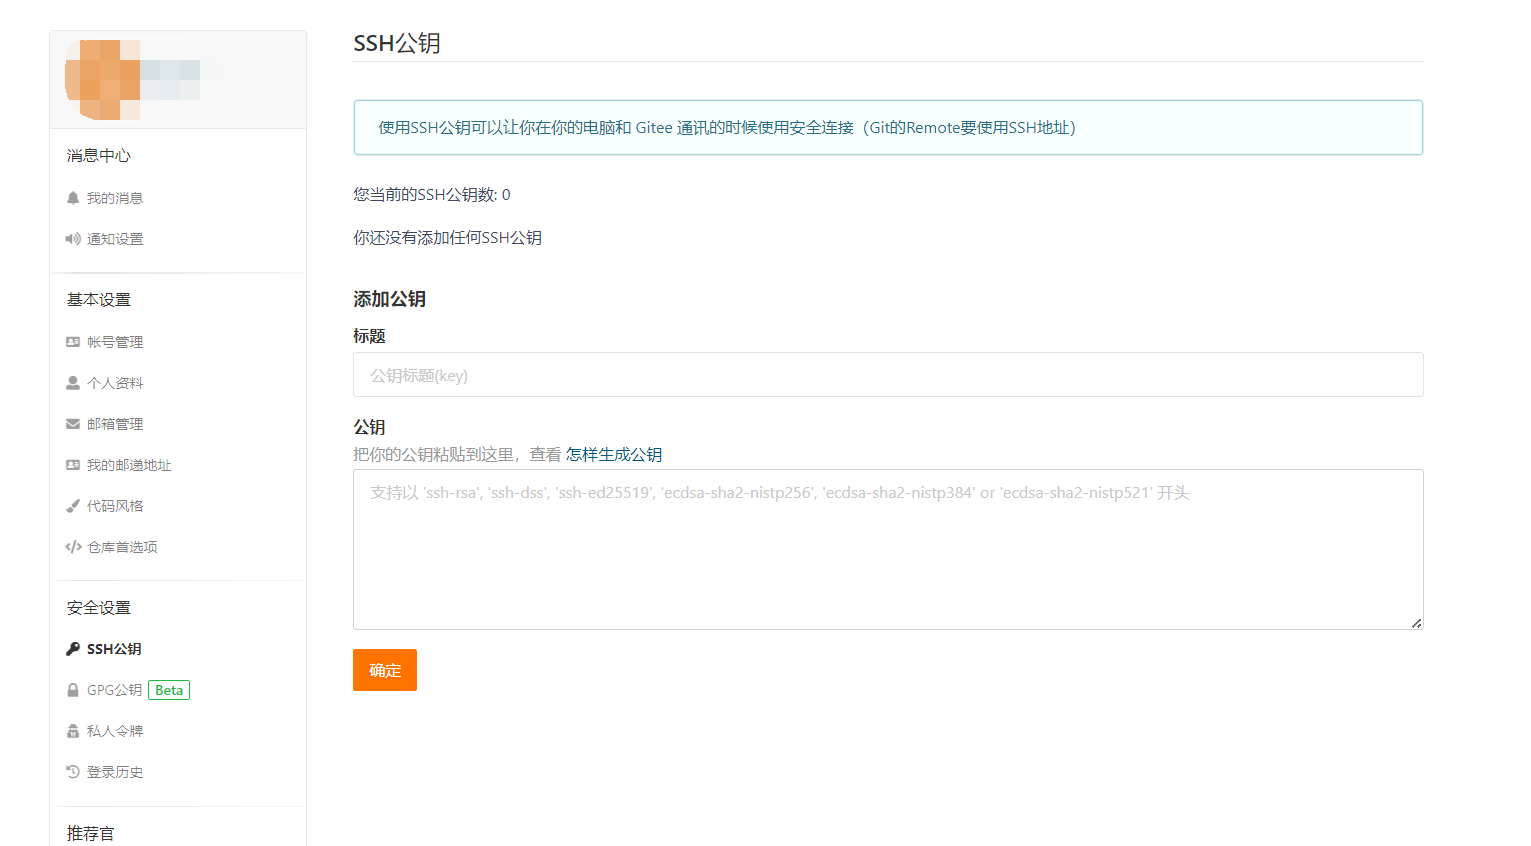 消息中心
我的消息
通知设置
基本设置
帐号管理
个人资料
邮箱管理
我的邮递地址
代码风格
仓库首选项
安全设置
SSH公钥
GPG公钥 Beta
私人令牌
登录历史
推荐官
SSH公钥
使用SSH公钥可以让你在你的电脑和 Gitee 通讯的时候使用安全连接（Git的Remote要使用SSH地址）
您当前的SSH公钥数: 0
你还没有添加任何SSH公钥
添加公钥
标题
公钥标题(key)
公钥
把你的公钥粘贴到这里，查看 怎样生成公钥
支持以 'ssh-rsa', 'ssh-dss', 'ssh-ed25519', 'ecdsa-sha2-nistp256', 'ecdsa-sha2-nistp384' or 'ecdsa-sha2-nistp521' 开头
确定